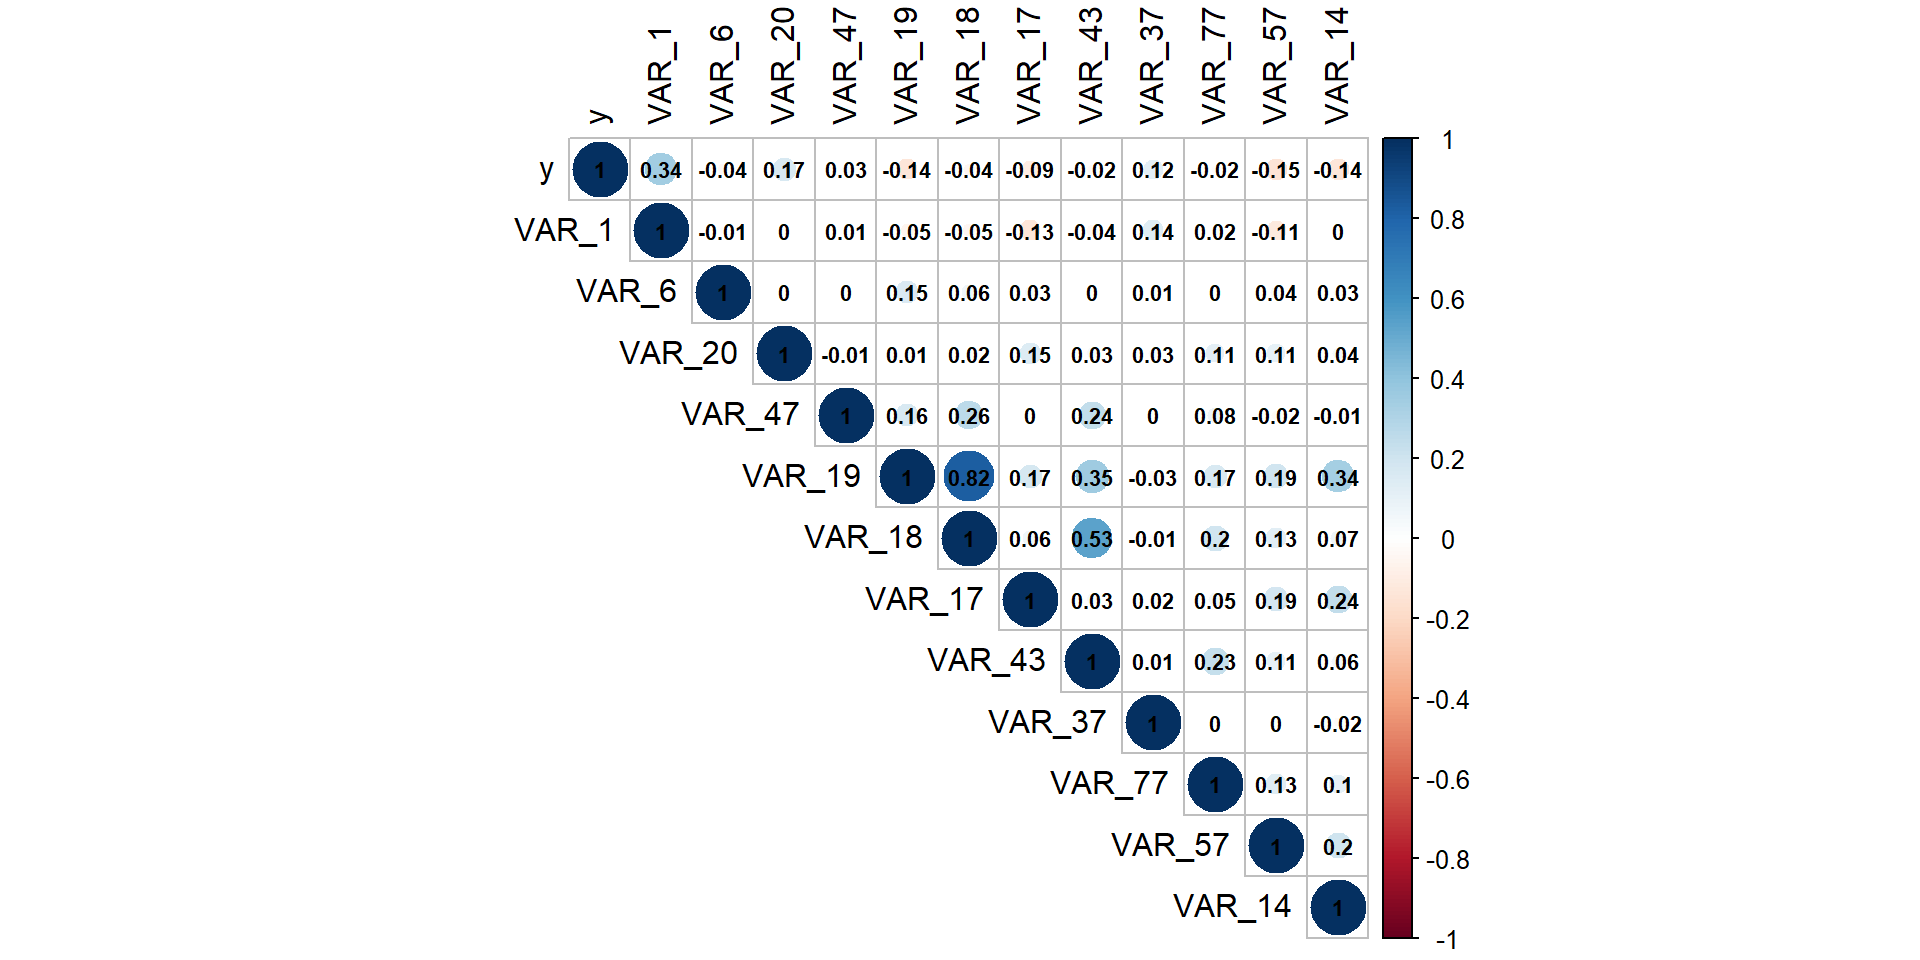 y VAR_1 VAR_6 VAR_20 VAR_47 VAR_19 VAR_18 VAR_17 VAR_43 VAR_37 VAR_77 VAR_57 VAR_14
y 1 0.34 -0.04 0.17 0.03 -0.14 -0.04 -0.09 -0.02 0.12 -0.02 -0.15 -0.14
VAR_1 1 -0.01 0 0.01 -0.05 -0.05 -0.13 -0.04 0.14 0.02 -0.11 0
VAR_6 1 0 0 0.15 0.06 0.03 0 0.01 0 0.04 0.03
VAR_20 1 -0.01 0.01 0.02 0.15 0.03 0.03 0.11 0.11 0.04
VAR_47 1 0.16 0.26 0 0.24 0 0.08 -0.02 -0.01
VAR_19 1 0.82 0.17 0.35 -0.03 0.17 0.19 0.34
VAR_18 1 0.06 0.53 -0.01 0.2 0.13 0.07
VAR_17 1 0.03 0.02 0.05 0.19 0.24
VAR_43 1 0.01 0.23 0.11 0.06
VAR_37 1 0 0 -0.02
VAR_77 1 0.13 0.1
VAR_57 1 0.2
VAR_14 1
1
0.8
0.6
0.4
0.2
0
-0.2
-0.4
-0.6
-0.8
-1